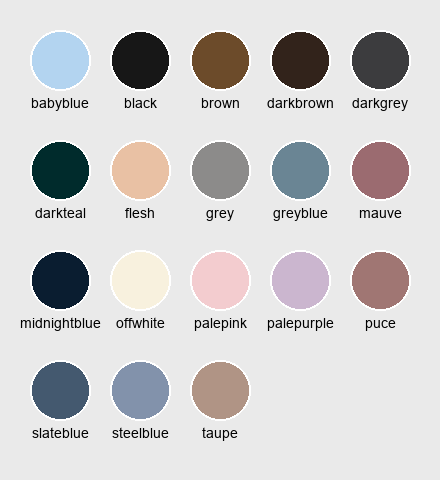 babyblue black brown darkbrown darkgrey
darkteal flesh grey greyblue mauve
midnightblue offwhite palepink palepurple puce
slateblue steelblue taupe